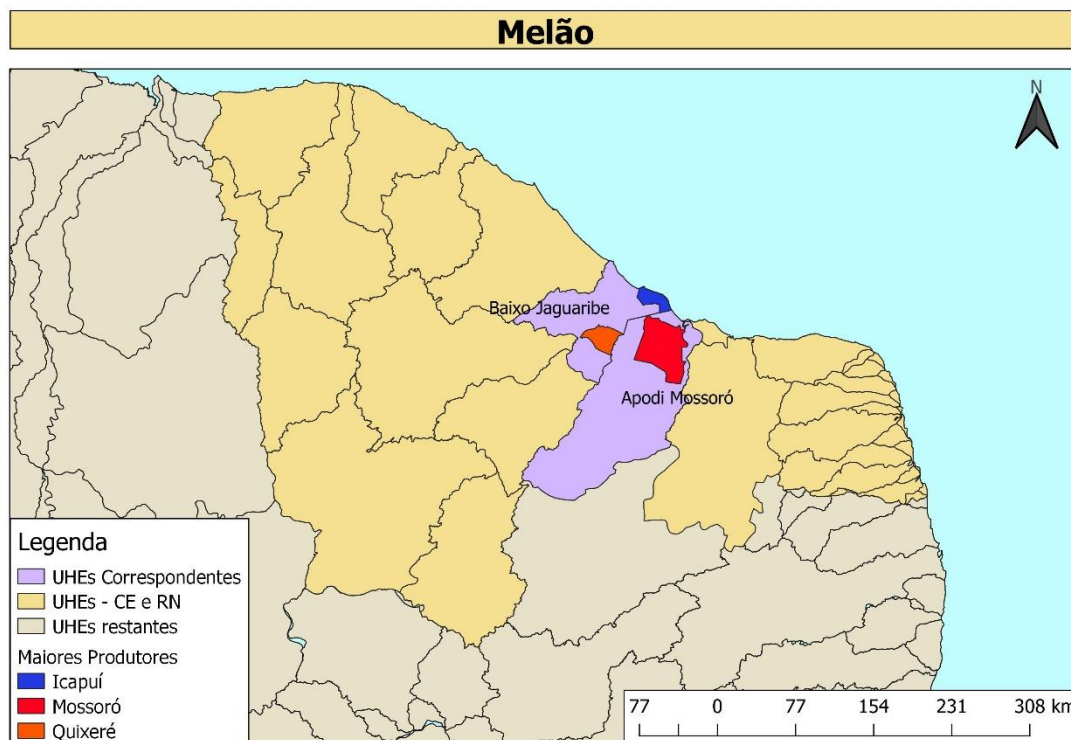 Melão
N
Baixo Jaguaribe
Apodi Mossoró
Legenda
UHEs Correspondentes
UHEs - CE e RN
UHEs restantes
Maiores Produtores
Icapuí
Mossoró
Quixeré
77 0 77 154 231 308 km